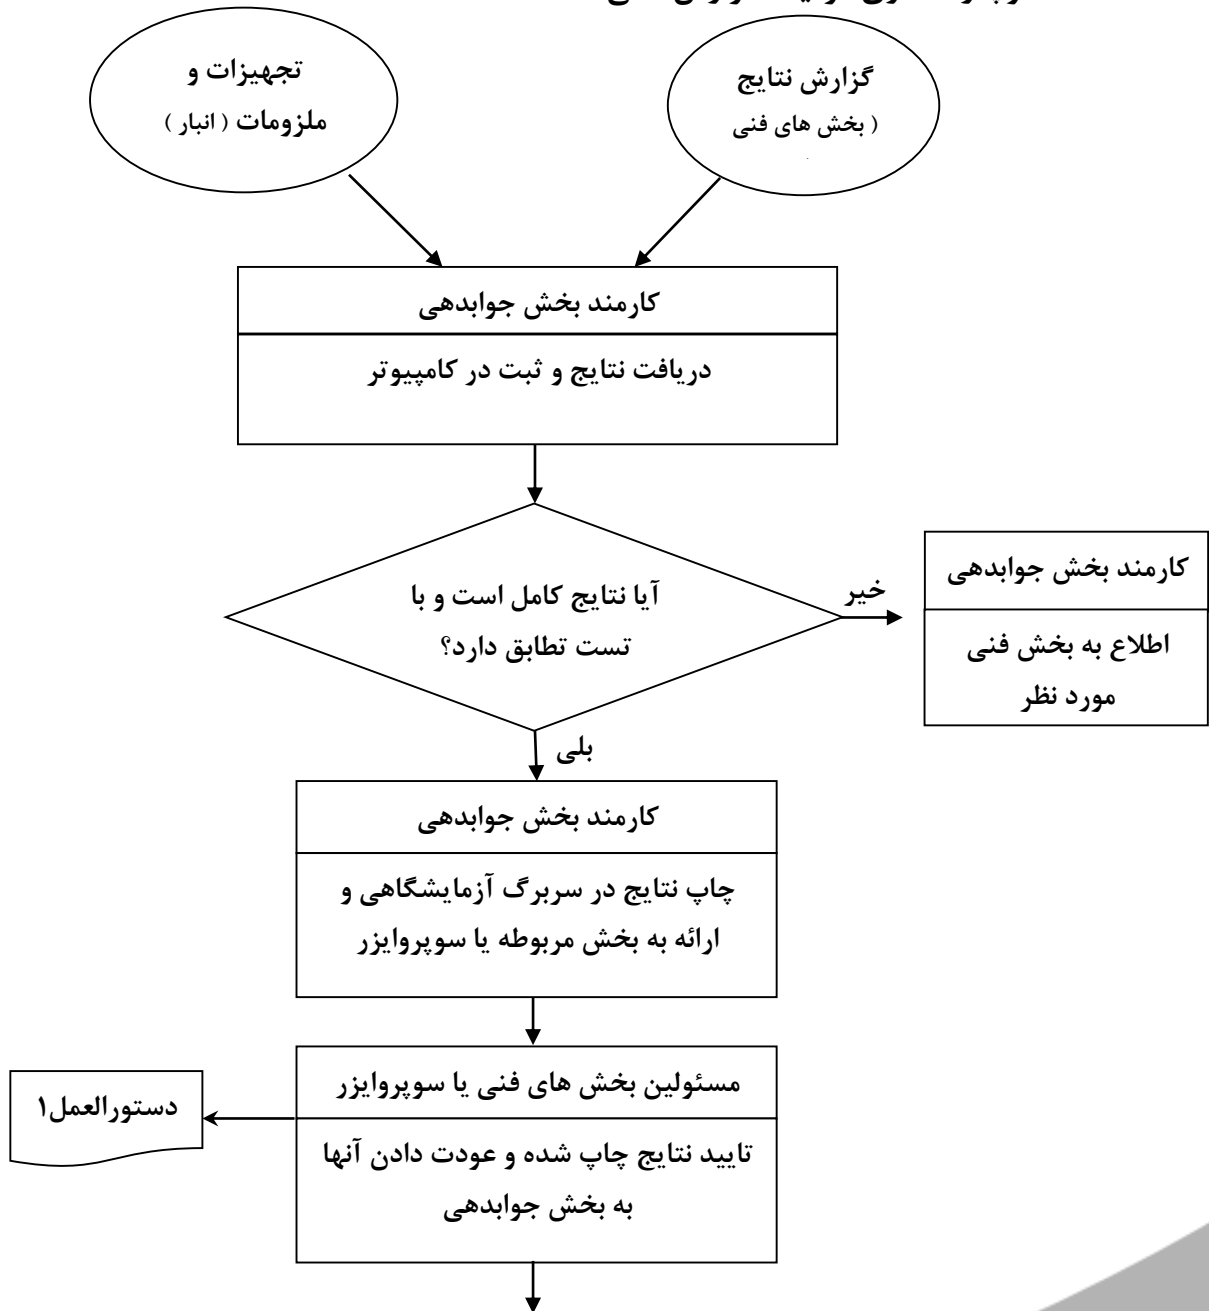 گزارش نتایج
( بخش های فنی
تجهیزات و
ملزومات ( انبار )
کارمند بخش جوابدهی
دریافت نتایج و ثبت در کامپیوتر
آیا نتایج کامل است و با
تست تطابق دارد؟
خیر
کارمند بخش جوابدهی
اطلاع به بخش فنی
مورد نظر
بلی
کارمند بخش جوابدهی
چاپ نتایج در سربرگ آزمایشگاهی و
ارائه به بخش مربوطه یا سوپروایزر
مسئولین بخش های فنی یا سوپروایزر
تایید نتایج چاپ شده و عودت دادن آنها
به بخش جوابدهی
دستورالعمل۱